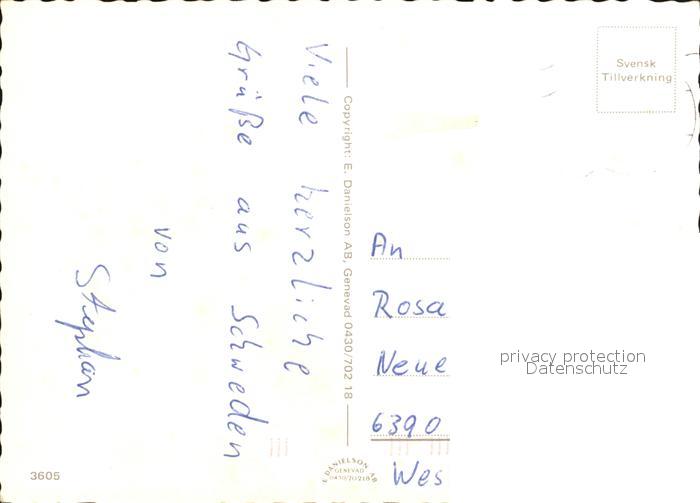 Viele herzliche
Grüße aus Schweden
von
Stephan
Copyright: E. Danielson AB, Genevad 0430/702 18
Svensk
Tillverkning
An
Rosa
Neue
6390
Wes
privacy protection
Datenschutz
E DANIELSON AB
GENEVAD
0430/70218
3605